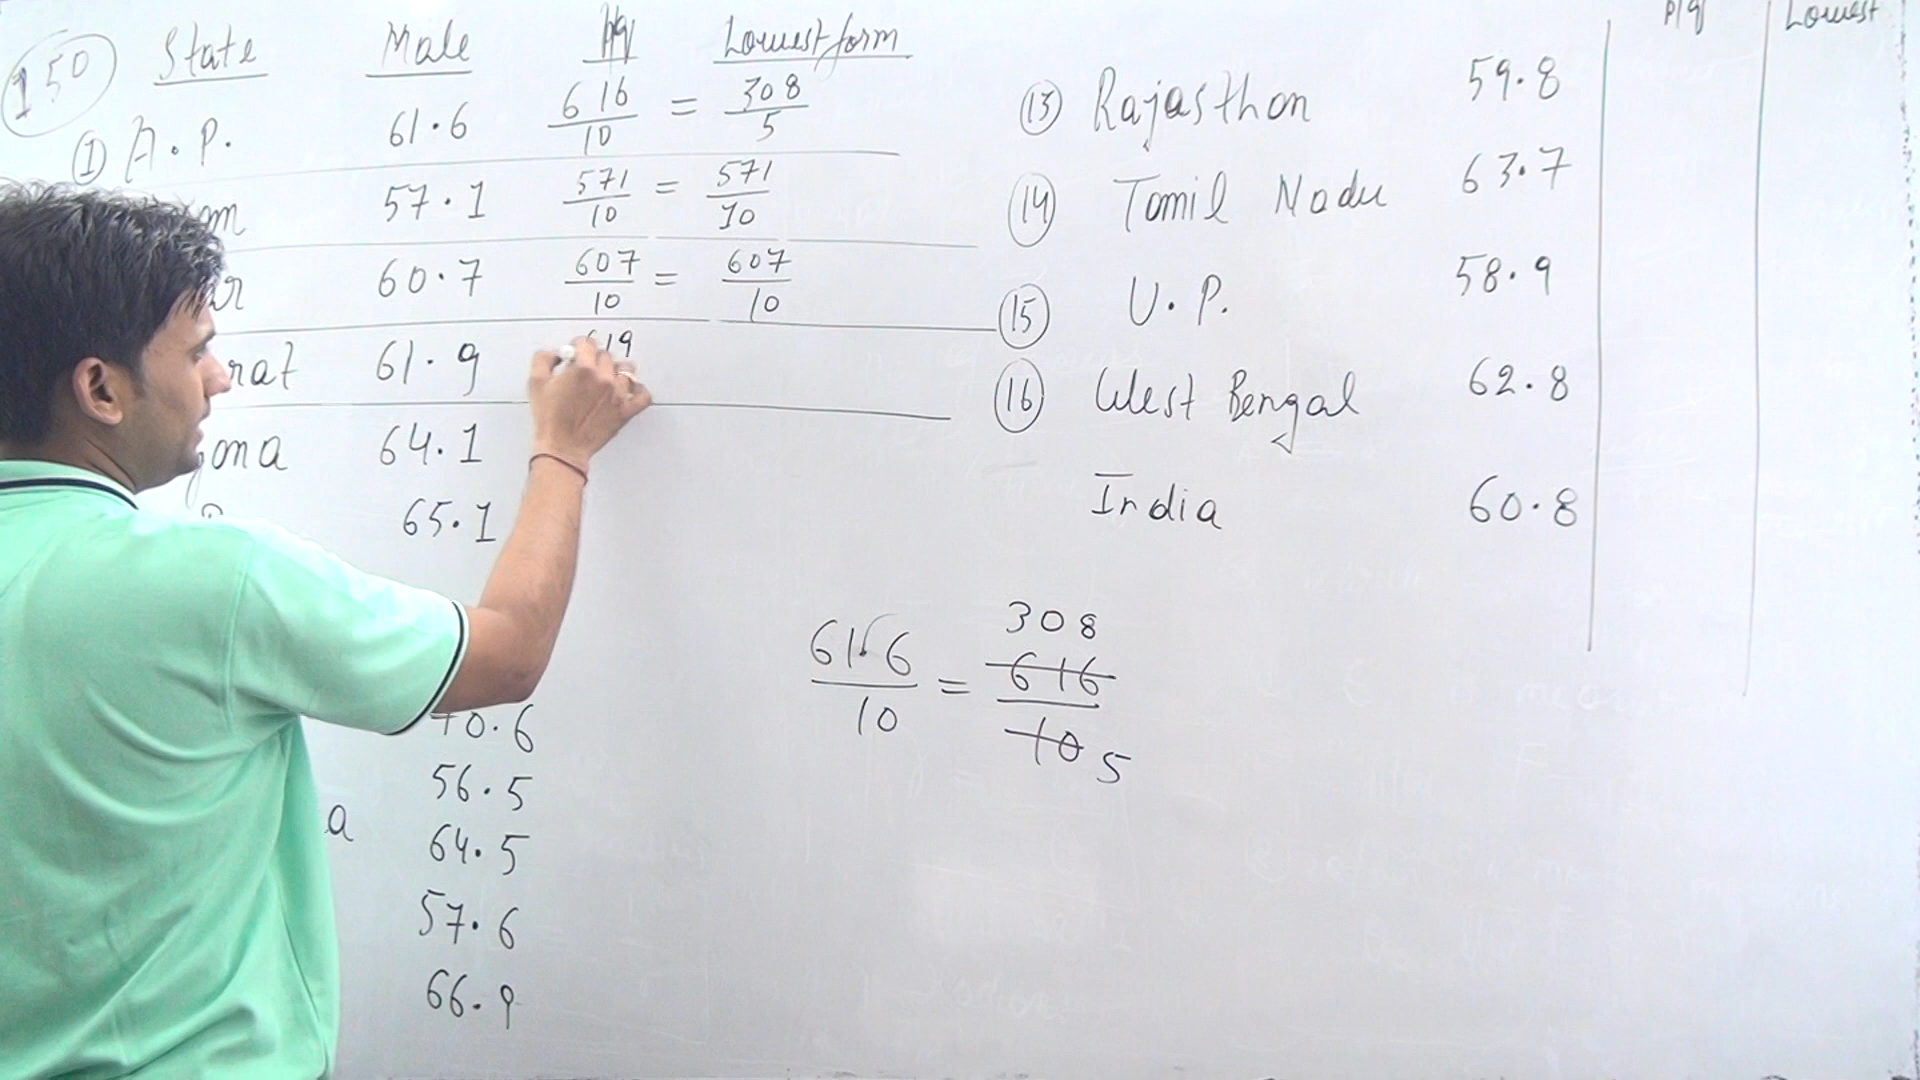 150 State Male P/q Lowest form
① A.P. 61.6 616/10 = 308/5
57.1 571/10 = 571/10
60.7 607/10 = 607/10
61.9 619
64.1
65.1
70.6
56.5
a 64.5
57.6
66.9
P/q Lowest
⑬ Rajasthan 59.8
⑭ Tamil Nadu 63.7
⑮ U.P. 58.9
⑯ West Bengal 62.8
India 60.8
308
61.6/10 = 616/10 5